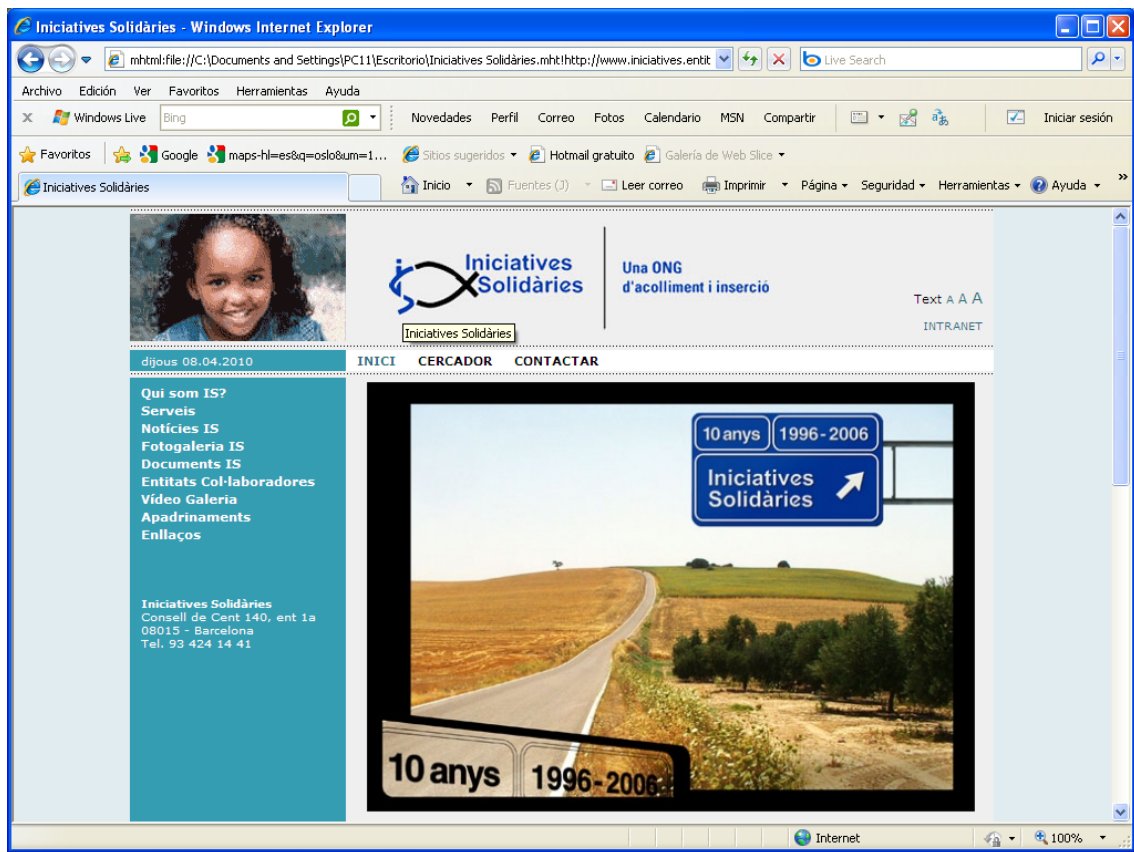 Iniciatives Solidàries - Windows Internet Explorer
mhtml:file://C:\Documents and Settings\PC11\Escritorio\Iniciatives Solidàries.mht!http://www.iniciatives.entit
Live Search
Archivo Edición Ver Favoritos Herramientas Ayuda
X Windows Live Bing Novedades Perfil Correo Fotos Calendario MSN Compartir Iniciar sesión
Favoritos Google maps-hl=es&q=oslo&um=1... Sitios sugeridos Hotmail gratuito Galería de Web Slice
Iniciatives Solidàries Inicio Fuentes (J) Leer correo Imprimir Página Seguridad Herramientas Ayuda »
Iniciatives
Solidàries
Una ONG
d'acolliment i inserció
Text A A A
INTRANET
Iniciatives Solidàries
dijous 08.04.2010 INICI CERCADOR CONTACTAR
Qui som IS?
Serveis
Notícies IS
Fotogaleria IS
Documents IS
Entitats Col·laboradores
Vídeo Galeria
Apadrinaments
Enllaços
Iniciatives Solidàries
Consell de Cent 140, ent 1a
08015 - Barcelona
Tel. 93 424 14 41
10 anys 1996-2006
Iniciatives
Solidàries
10 anys 1996-2006
Internet 100%